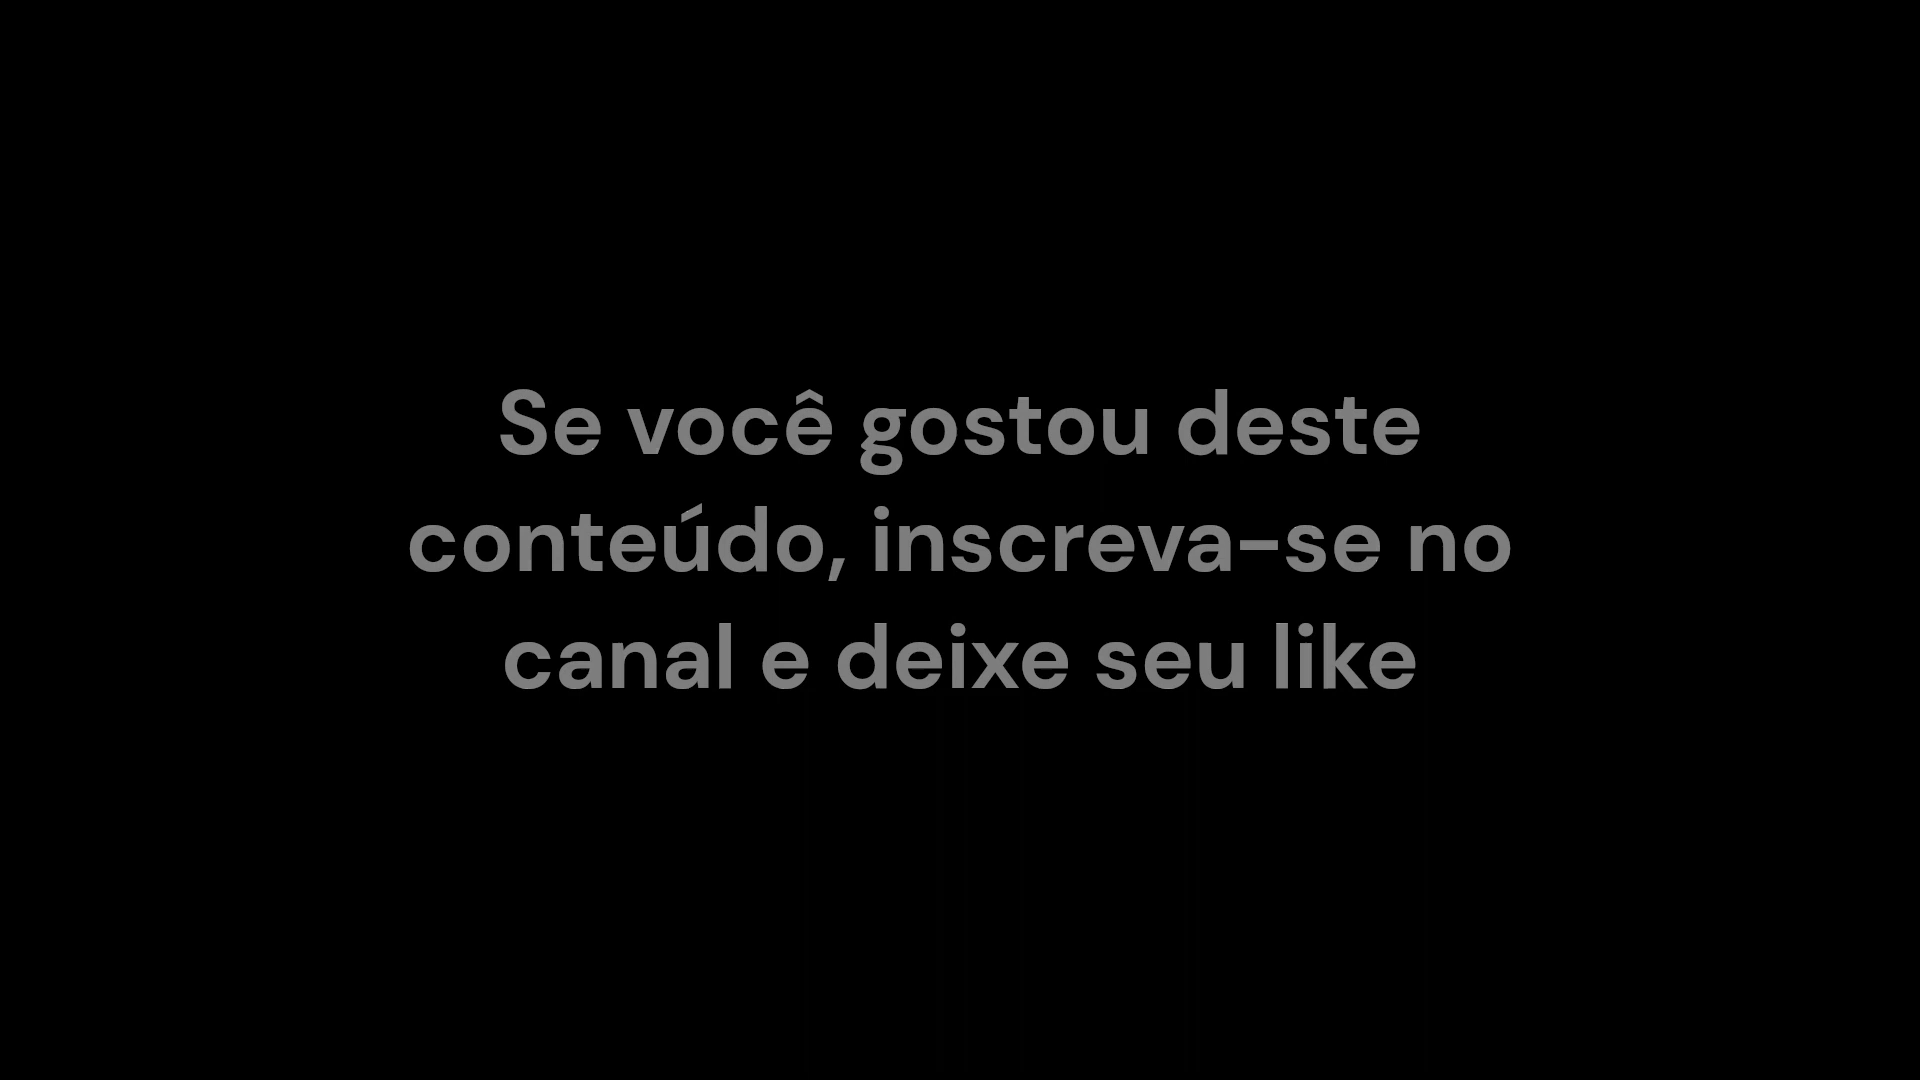 Se você gostou deste
conteúdo, inscreva-se no
canal e deixe seu like